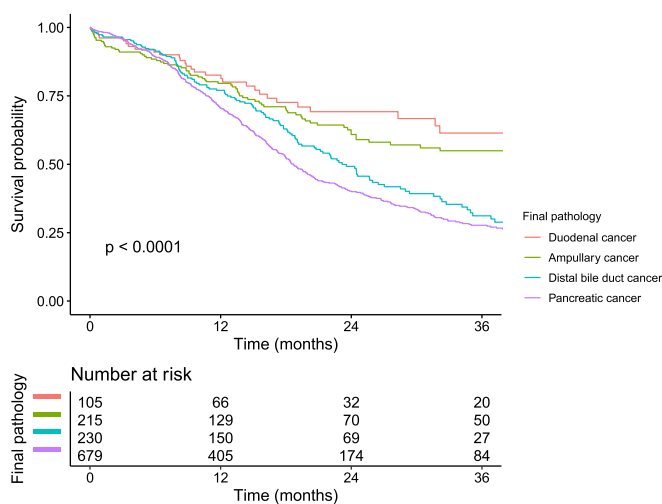 1.00
0.75
0.50
0.25
0.00
Survival probability
p < 0.0001
0 12 24 36
Time (months)
Final pathology
Duodenal cancer
Ampullary cancer
Distal bile duct cancer
Pancreatic cancer
Number at risk
Final pathology
105 66 32 20
215 129 70 50
230 150 69 27
679 405 174 84
0 12 24 36
Time (months)